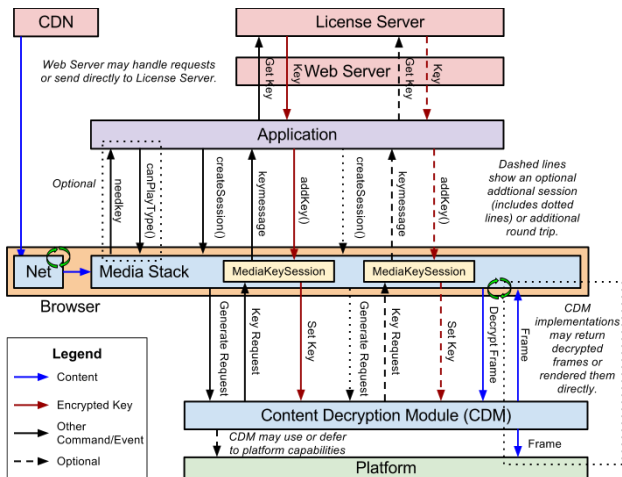 CDN
License Server
Web Server may handle requests
or send directly to License Server.
Get Key
Key
Get Key
Key
Web Server
Application
Optional
needkey
canPlayType()
createSession()
keymessage
addKey()
createSession()
keymessage
addKey()
Dashed lines
show an optional
addtional session
(includes dotted
lines) or additional
round trip.
Net
Media Stack
MediaKeySession
MediaKeySession
Browser
Generate Request
Key Request
Set Key
Generate Request
Key Request
Set Key
Decrypt Frame
Frame
CDM
implementations
may return
decrypted
frames or
rendered them
directly.
Legend
Content
Encrypted Key
Other
Command/Event
Optional
Content Decryption Module (CDM)
CDM may use or defer
to platform capabilities
Frame
Platform